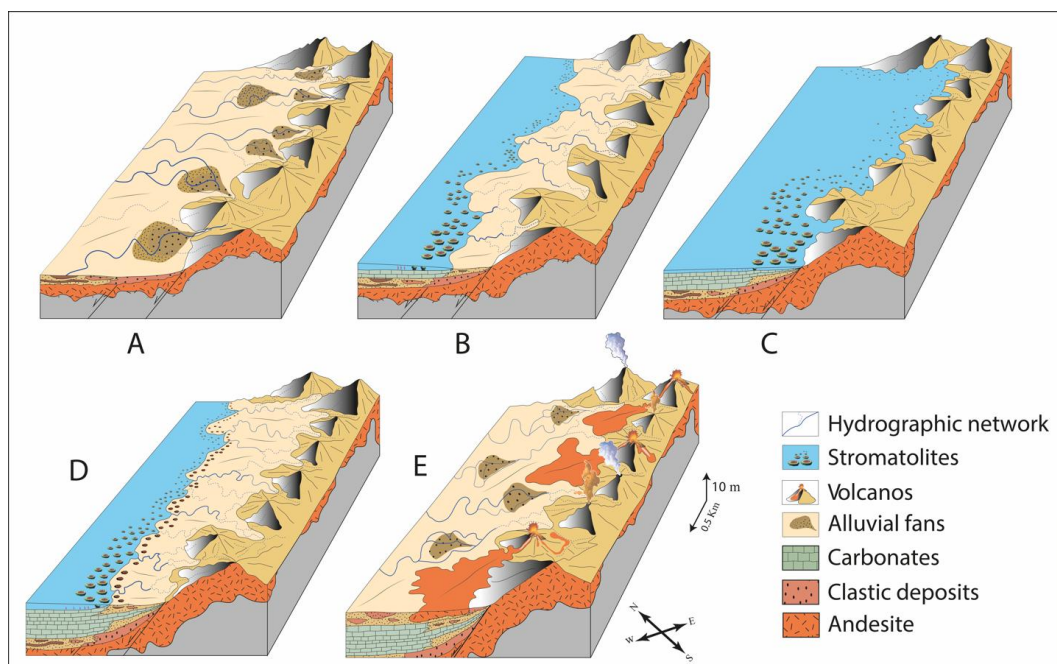 A
B
C
D
E
10 m
0.5 Km
N
E
W
S
Hydrographic network
Stromatolites
Volcanos
Alluvial fans
Carbonates
Clastic deposits
Andesite